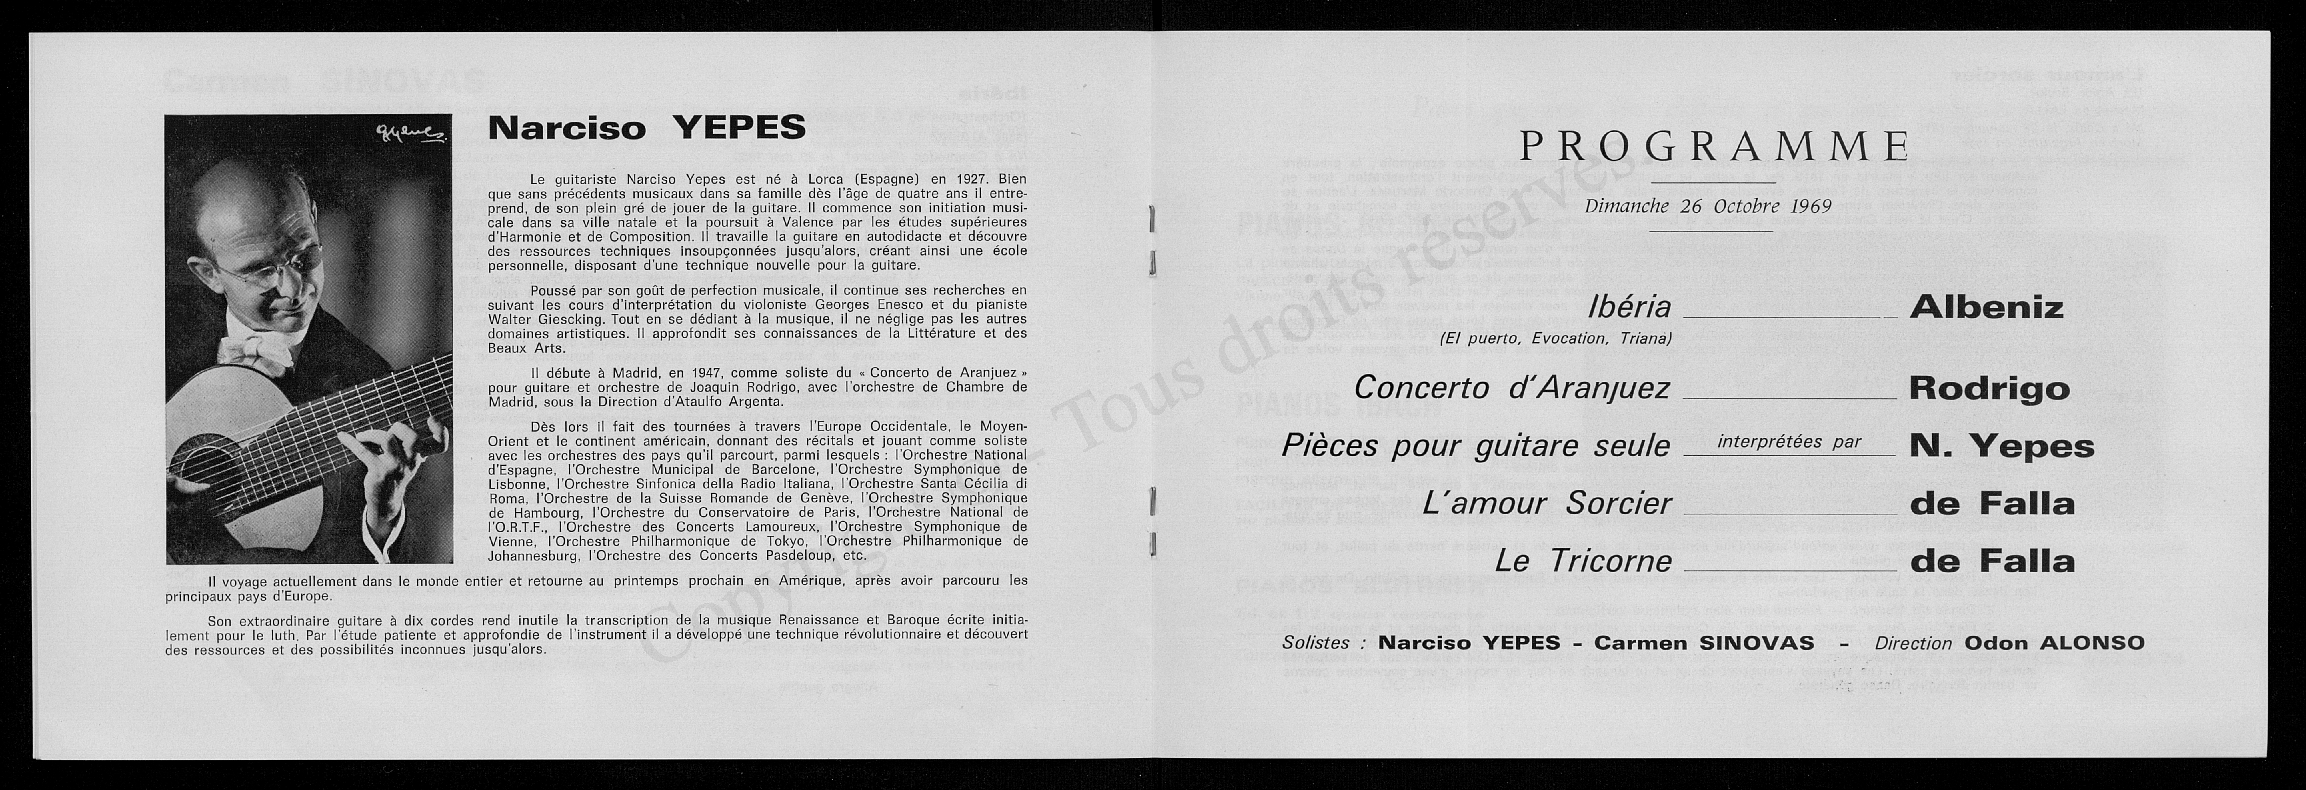 Narciso YEPES
Le guitariste Narciso Yepes est né à Lorca (Espagne) en 1927. Bien
que sans précédents musicaux dans sa famille dès l'âge de quatre ans il entre-
prend, de son plein gré de jouer de la guitare. Il commence son initiation musi-
cale dans sa ville natale et la poursuit à Valence par les études supérieures
d'Harmonie et de Composition. Il travaille la guitare en autodidacte et découvre
des ressources techniques insoupçonnées jusqu'alors, créant ainsi une école
personnelle, disposant d'une technique nouvelle pour la guitare.
Poussé par son goût de perfection musicale, il continue ses recherches en
suivant les cours d'interprétation du violoniste Georges Enesco et du pianiste
Walter Giescking. Tout en se dédiant à la musique, il ne néglige pas les autres
domaines artistiques. Il approfondit ses connaissances de la Littérature et des
Beaux Arts.
Il débute à Madrid, en 1947, comme soliste du « Concerto de Aranjuez »
pour guitare et orchestre de Joaquin Rodrigo, avec l'orchestre de Chambre de
Madrid, sous la Direction d'Ataulfo Argenta.
Dès lors il fait des tournées à travers l'Europe Occidentale, le Moyen-
Orient et le continent américain, donnant des récitals et jouant comme soliste
avec les orchestres des pays qu'il parcourt, parmi lesquels : l'Orchestre National
d'Espagne, l'Orchestre Municipal de Barcelone, l'Orchestre Symphonique de
Lisbonne, l'Orchestre Sinfonica della Radio Italiana, l'Orchestre Santa Cécilia di
Roma, l'Orchestre de la Suisse Romande de Genève, l'Orchestre Symphonique
de Hambourg, l'Orchestre du Conservatoire de Paris, l'Orchestre National de
l'O.R.T.F., l'Orchestre des Concerts Lamoureux, l'Orchestre Symphonique de
Vienne, l'Orchestre Philharmonique de Tokyo, l'Orchestre Philharmonique de
Johannesburg, l'Orchestre des Concerts Pasdeloup, etc.
Il voyage actuellement dans le monde entier et retourne au printemps prochain en Amérique, après avoir parcouru les
principaux pays d'Europe.
Son extraordinaire guitare à dix cordes rend inutile la transcription de la musique Renaissance et Baroque écrite initia-
lement pour le luth. Par l'étude patiente et approfondie de l'instrument il a développé une technique révolutionnaire et découvert
des ressources et des possibilités inconnues jusqu'alors.
PROGRAMME
Dimanche 26 Octobre 1969
Ibéria Albeniz
(El puerto, Evocation, Triana)
Concerto d'Aranjuez Rodrigo
Pièces pour guitare seule interprétées par N. Yepes
L'amour Sorcier de Falla
Le Tricorne de Falla
Solistes : Narciso YEPES - Carmen SINOVAS - Direction Odon ALONSO
Copyright - Tous droits réservés